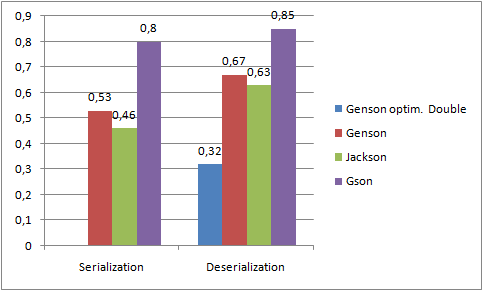 0,9
0,8
0,7
0,6
0,5
0,4
0,3
0,2
0,1
0
0,53
0,46
0,8
0,32
0,67
0,63
0,85
Serialization
Deserialization
Genson optim. Double
Genson
Jackson
Gson